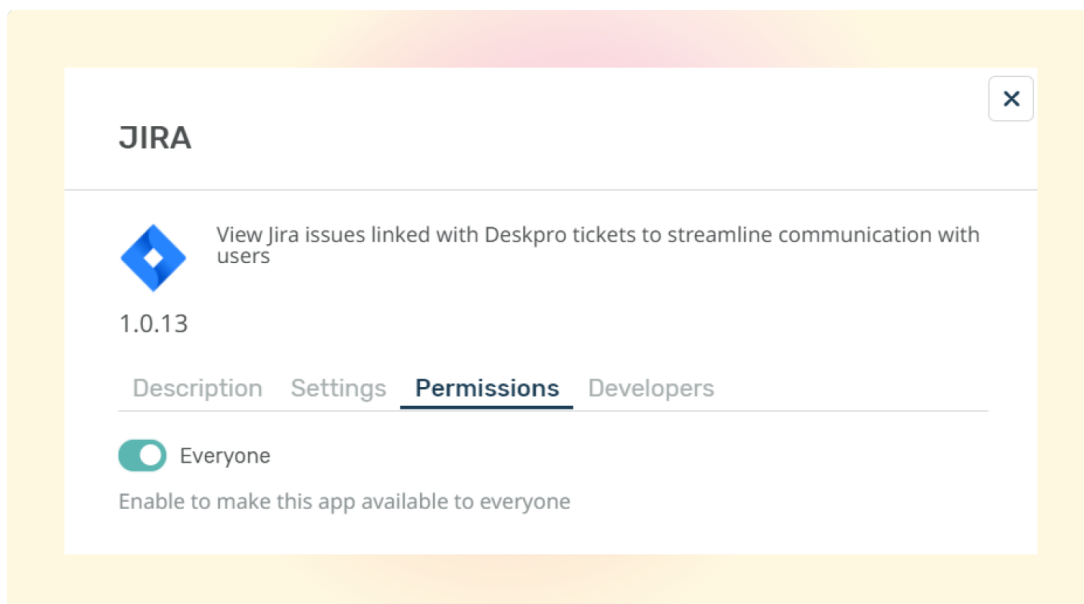 JIRA
View Jira issues linked with Deskpro tickets to streamline communication with
users
1.0.13
Description Settings Permissions Developers
Everyone
Enable to make this app available to everyone